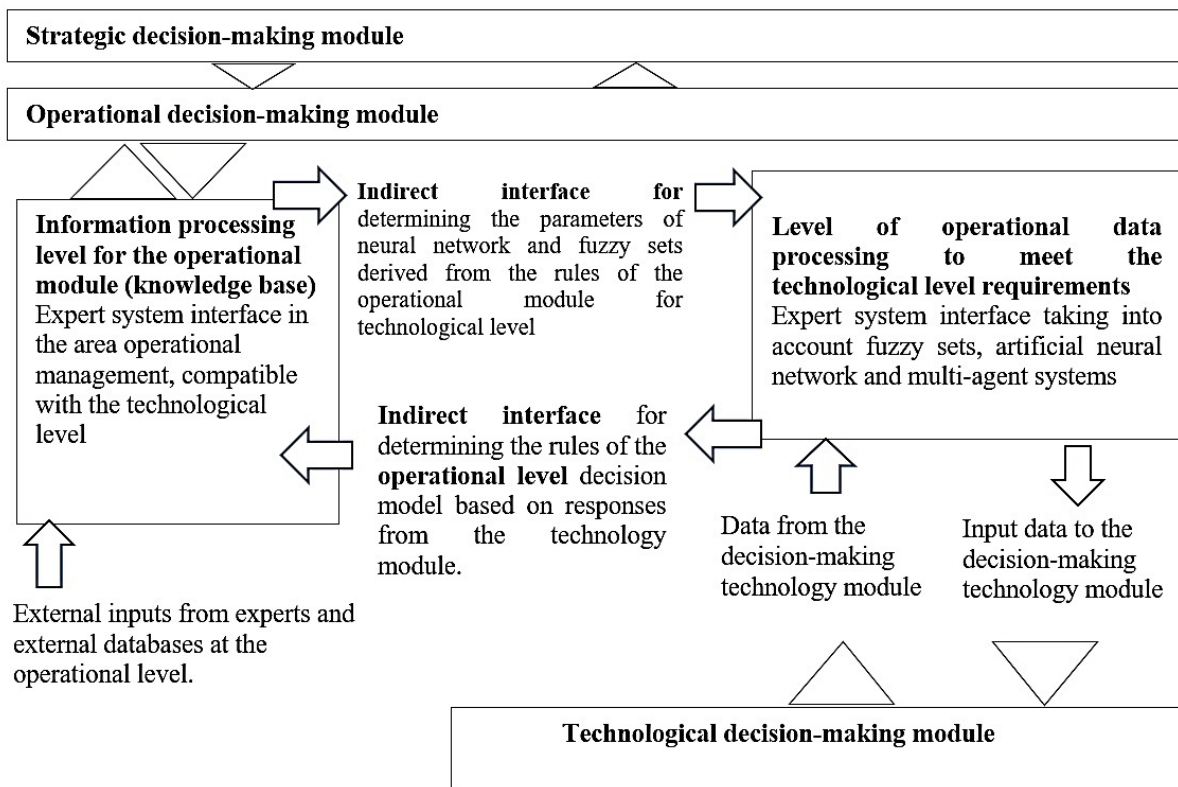 Strategic decision-making module
Operational decision-making module
Information processing
level for the operational
module (knowledge base)
Expert system interface in
the area operational
management, compatible
with the technological
level
Indirect interface for
determining the parameters of
neural network and fuzzy sets
derived from the rules of the
operational module for
technological level
Level of operational data
processing to meet the
technological level requirements
Expert system interface taking into
account fuzzy sets, artificial neural
network and multi-agent systems
Indirect interface for
determining the rules of the
operational level decision
model based on responses
from the technology
module.
Data from the
decision-making
technology module
Input data to the
decision-making
technology module
External inputs from experts and
external databases at the
operational level.
Technological decision-making module